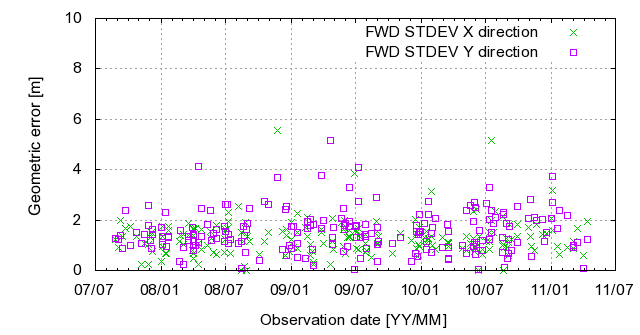 10
FWD STDEV X direction
FWD STDEV Y direction
8
6
4
2
0
Geometric error [m]
07/07 08/01 08/07 09/01 09/07 10/01 10/07 11/01 11/07
Observation date [YY/MM]